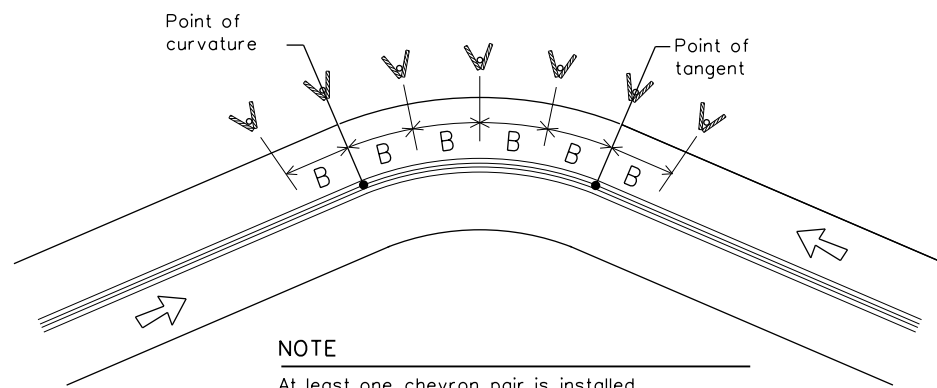 Point of
curvature
Point of
tangent
B
B
B
B
B
B
NOTE
At least one chevron pair is installed